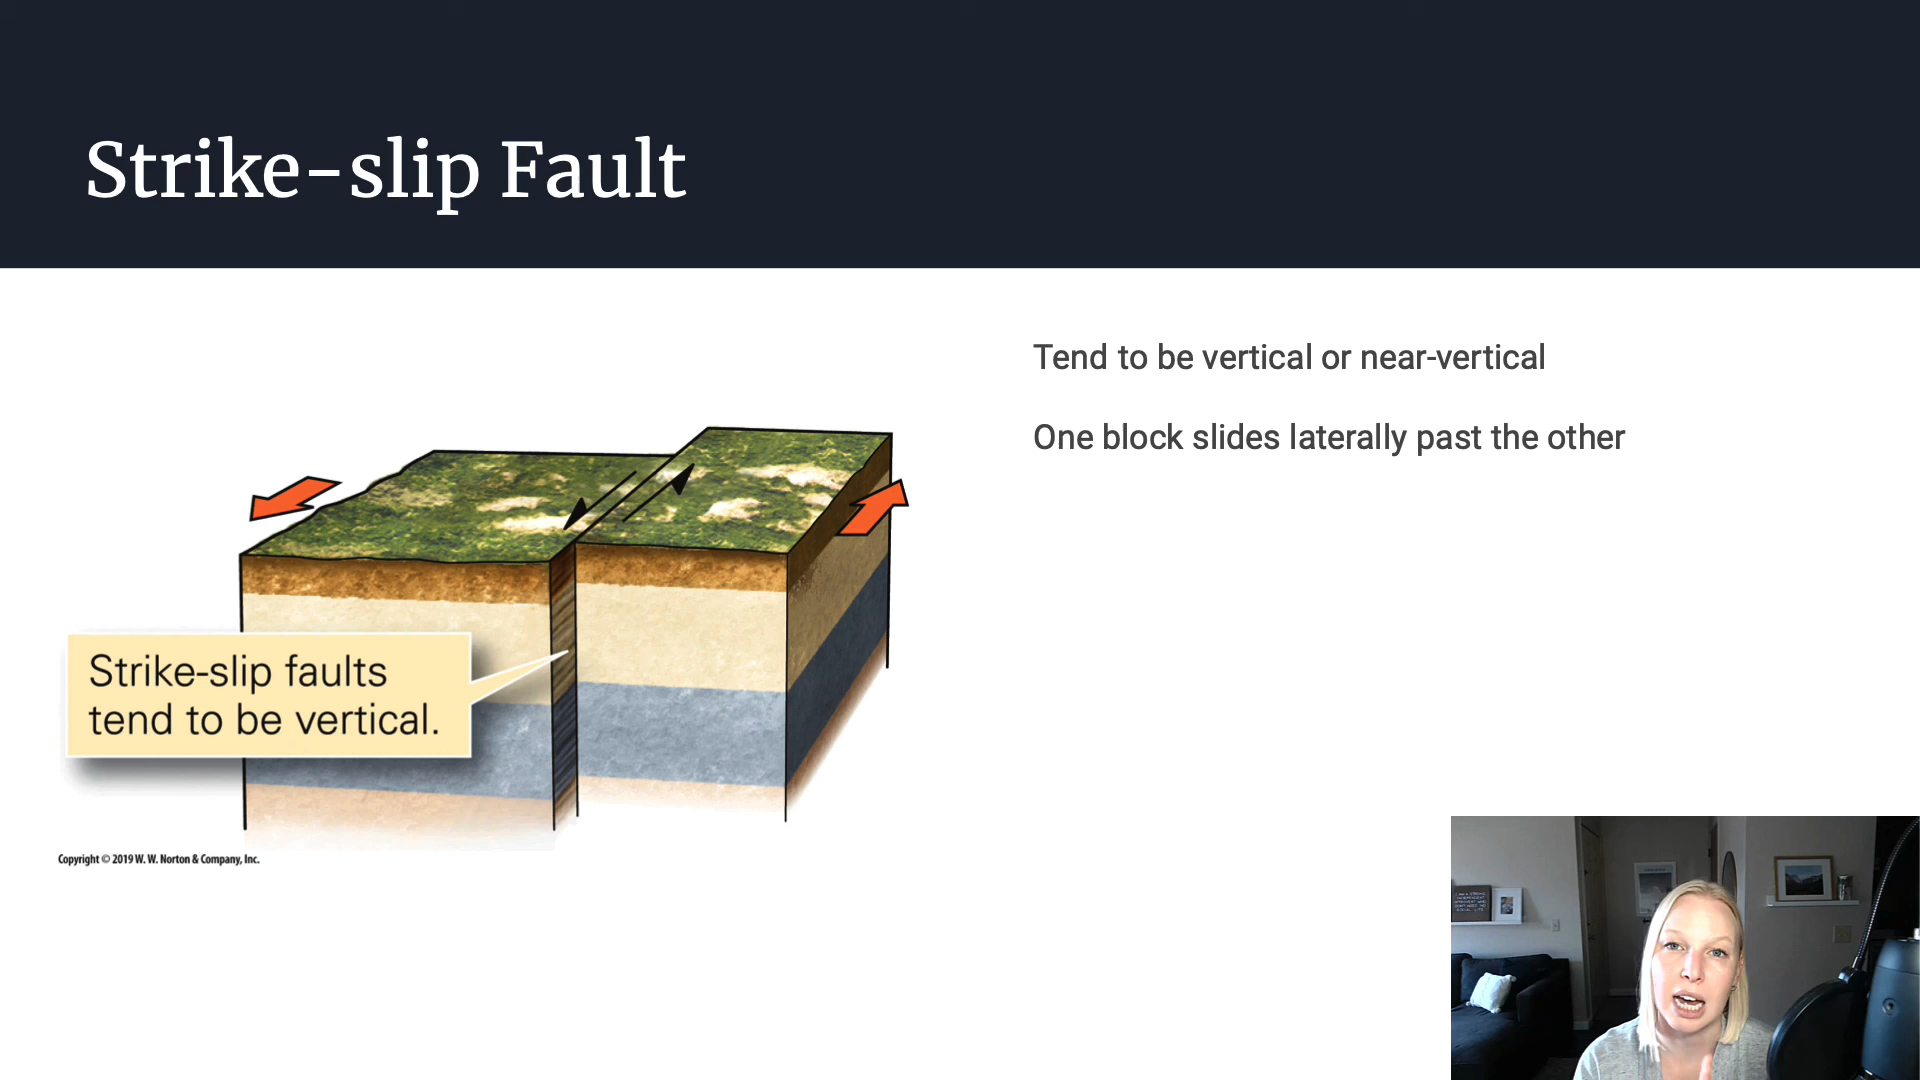 Strike-slip Fault
Tend to be vertical or near-vertical
One block slides laterally past the other
Strike-slip faults
tend to be vertical.
Copyright © 2019 W. W. Norton & Company, Inc.